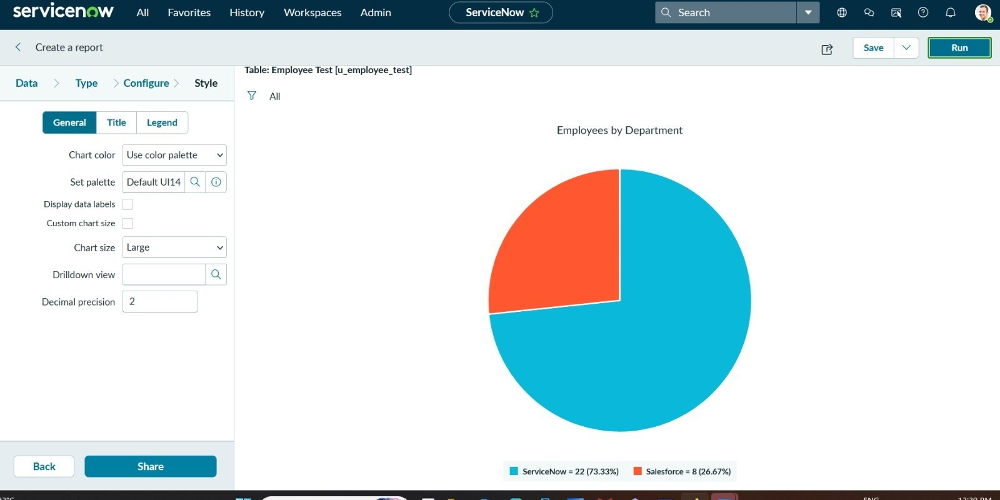 servicenow All Favorites History Workspaces Admin ServiceNow Search
Create a report Save Run
Data Type Configure Style
Table: Employee Test [u_employee_test]
All
General Title Legend
Employees by Department
Chart color Use color palette
Set palette Default UI14
Display data labels
Custom chart size
Chart size Large
Drilldown view
Decimal precision 2
Back Share
ServiceNow = 22 (73.33%) Salesforce = 8 (26.67%)